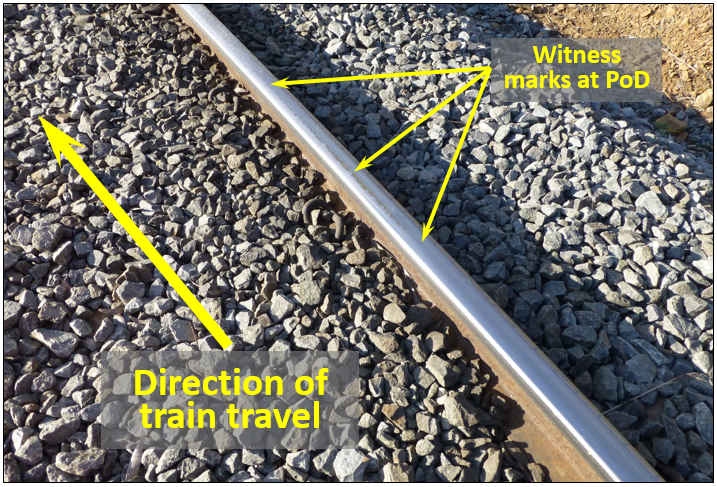 Witness
marks at PoD
Direction of
train travel